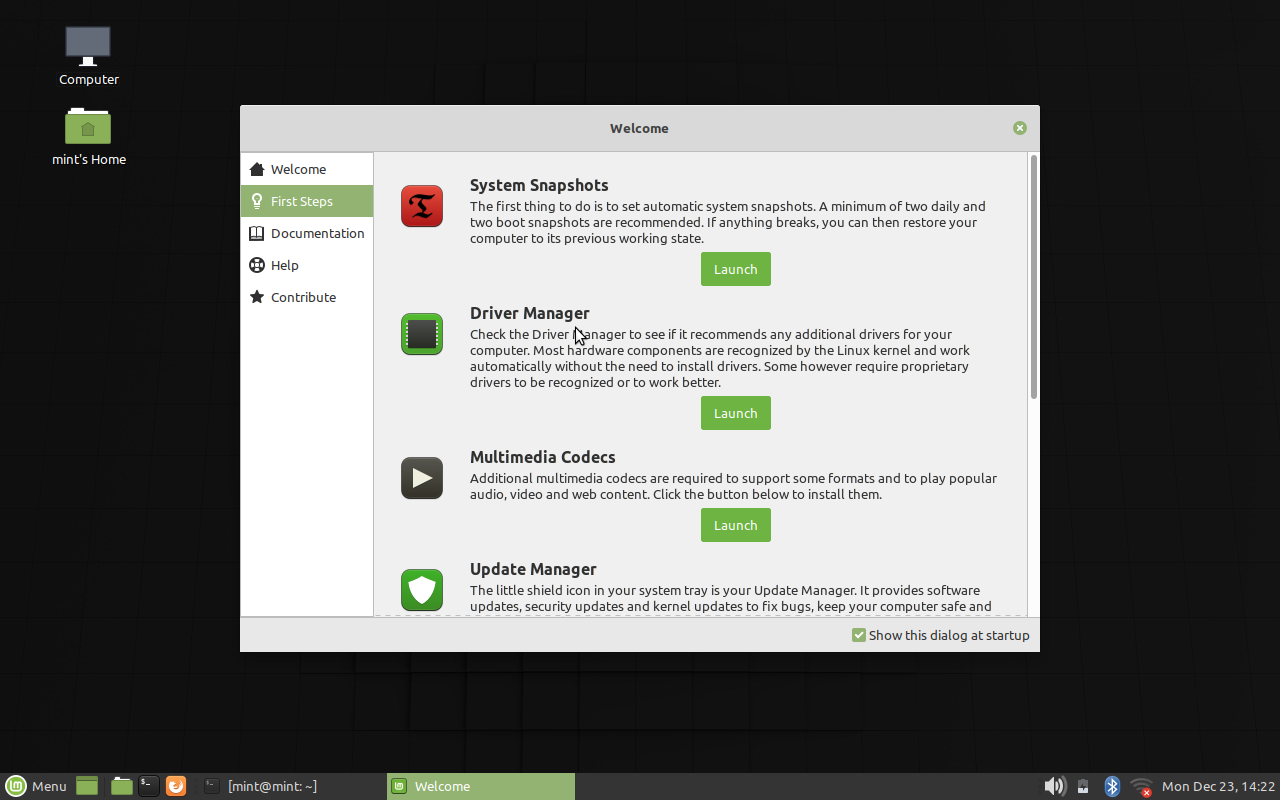 Computer
mint's Home
Welcome
Welcome
First Steps
Documentation
Help
Contribute
System Snapshots
The first thing to do is to set automatic system snapshots. A minimum of two daily and
two boot snapshots are recommended. If anything breaks, you can then restore your
computer to its previous working state.
Launch
Driver Manager
Check the Driver Manager to see if it recommends any additional drivers for your
computer. Most hardware components are recognized by the Linux kernel and work
automatically without the need to install drivers. Some however require proprietary
drivers to be recognized or to work better.
Launch
Multimedia Codecs
Additional multimedia codecs are required to support some formats and to play popular
audio, video and web content. Click the button below to install them.
Launch
Update Manager
The little shield icon in your system tray is your Update Manager. It provides software
updates, security updates and kernel updates to fix bugs, keep your computer safe and
Show this dialog at startup
Menu
[mint@mint: ~]
Welcome
Mon Dec 23, 14:22